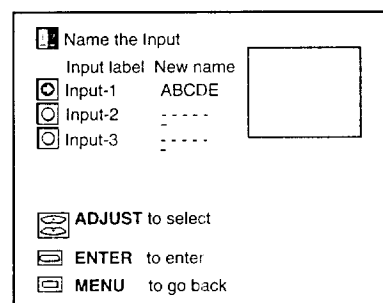 Name the Input
Input label New name
Input-1 ABCDE
Input-2 - - - - -
Input-3 - - - - -
ADJUST to select
ENTER to enter
MENU to go back